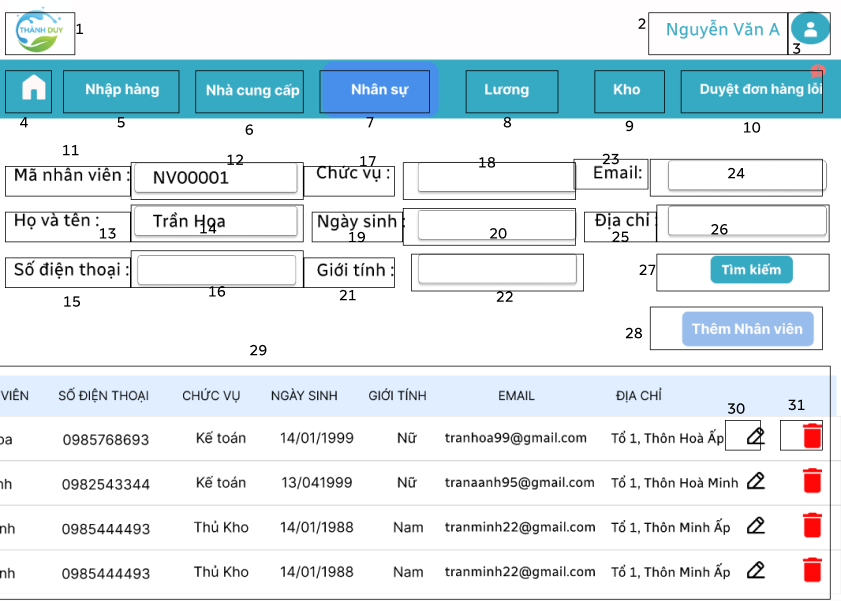 THÀNH DUY
1
2
Nguyễn Văn A
3
Nhập hàng
Nhà cung cấp
Nhân sự
Lương
Kho
Duyệt đơn hàng lỗi
4
5
6
7
8
9
10
11
12
17
18
23
Mã nhân viên :
NV00001
Chức vụ :
Email:
24
Họ và tên :
13
Trần Hoa
14
Ngày sinh :
19
20
Địa chỉ :
25
26
Số điện thoại :
15
16
Giới tính :
21
22
27
Tìm kiếm
28
Thêm Nhân viên
29
VIÊN SỐ ĐIỆN THOẠI CHỨC VỤ NGÀY SINH GIỚI TÍNH EMAIL ĐỊA CHỈ
30
31
oa 0985768693 Kế toán 14/01/1999 Nữ tranhoa99@gmail.com Tổ 1, Thôn Hoà Ấp
nh 0982543344 Kế toán 13/041999 Nữ tranaanh95@gmail.com Tổ 1, Thôn Hoà Minh
nh 0985444493 Thủ Kho 14/01/1988 Nam tranminh22@gmail.com Tổ 1, Thôn Minh Ấp
nh 0985444493 Thủ Kho 14/01/1988 Nam tranminh22@gmail.com Tổ 1, Thôn Minh Ấp